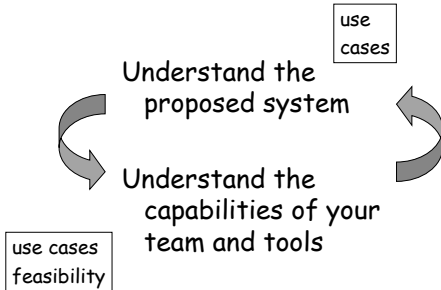 use
cases
Understand the
proposed system
Understand the
capabilities of your
team and tools
use cases
feasibility